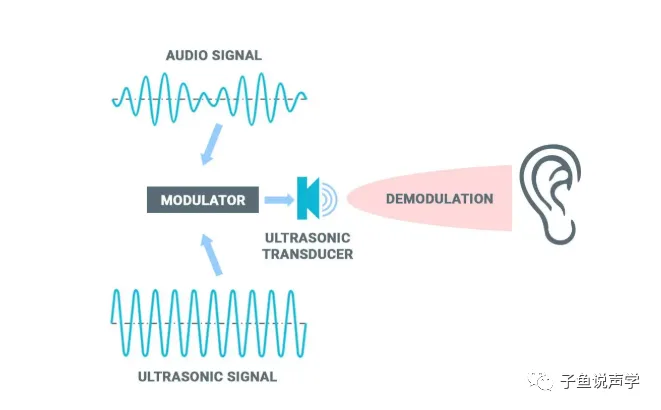 AUDIO SIGNAL
MODULATOR
DEMODULATION
ULTRASONIC
TRANSDUCER
ULTRASONIC SIGNAL
子鱼说声学